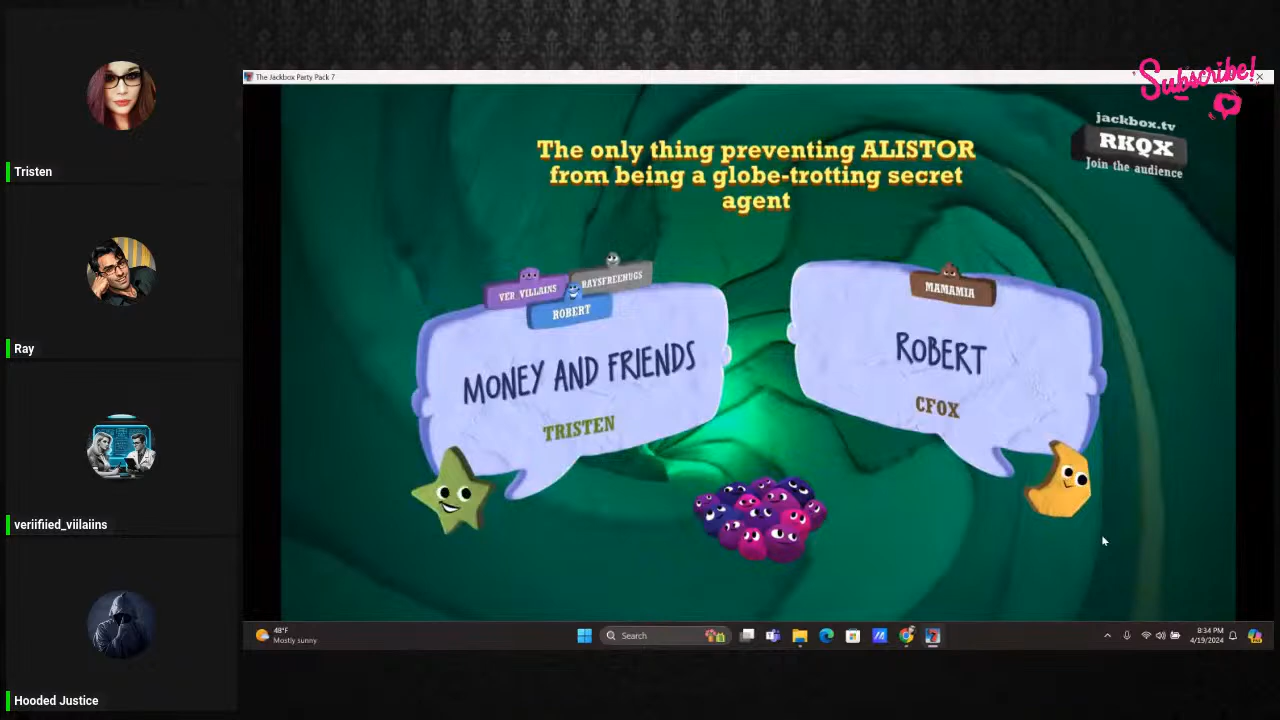 The Jackbox Party Pack 7
Subscribe!
jackbox.tv
RKQX
Join the audience
The only thing preventing ALISTOR
from being a globe-trotting secret
agent
VER VILLAINS
RAYSFREEHUGS
ROBERT
MONEY AND FRIENDS
TRISTEN
MAMAMIA
ROBERT
CFOX
Tristen
Ray
veriifiied_viilaiins
Hooded Justice
48°F
Mostly sunny
Search
8:34 PM
4/19/2024